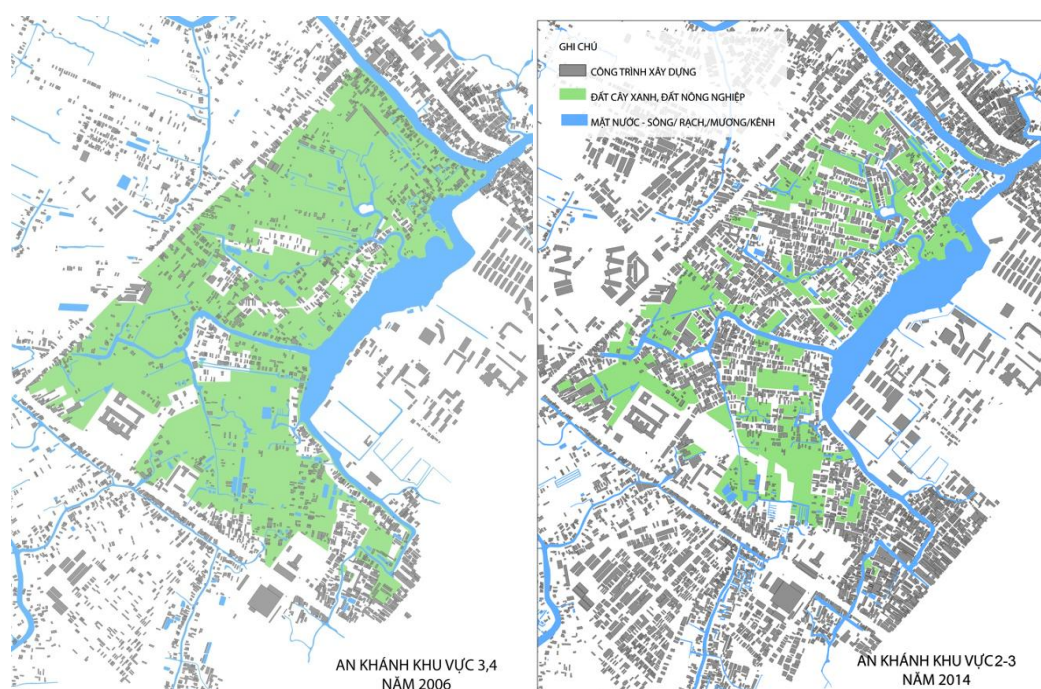 GHI CHÚ
CÔNG TRÌNH XÂY DỰNG
ĐẤT CÂY XANH, ĐẤT NÔNG NGHIỆP
MẶT NƯỚC - SÔNG/ RẠCH,/MƯƠNG/KÊNH
AN KHÁNH KHU VỰC 3,4
NĂM 2006
AN KHÁNH KHU VỰC 2-3
NĂM 2014